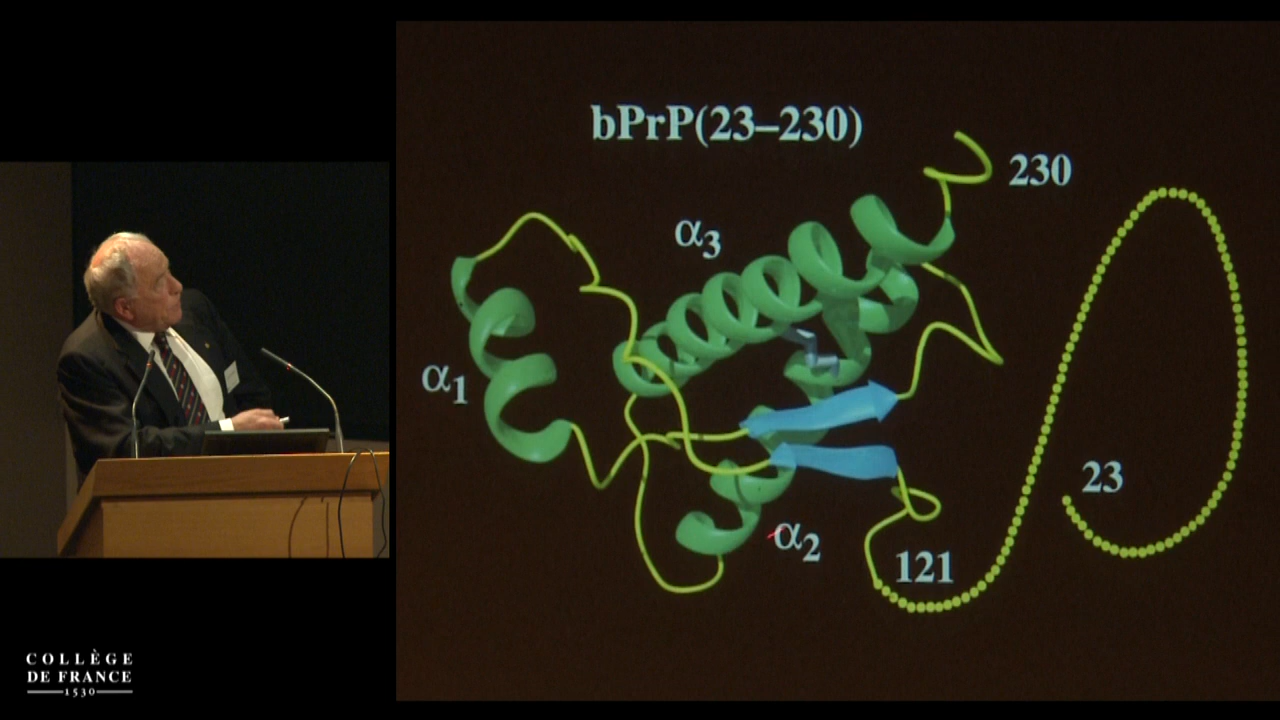 bPrP(23–230)
230
α3
α1
23
α2
121
COLLÈGE
DE FRANCE
1530